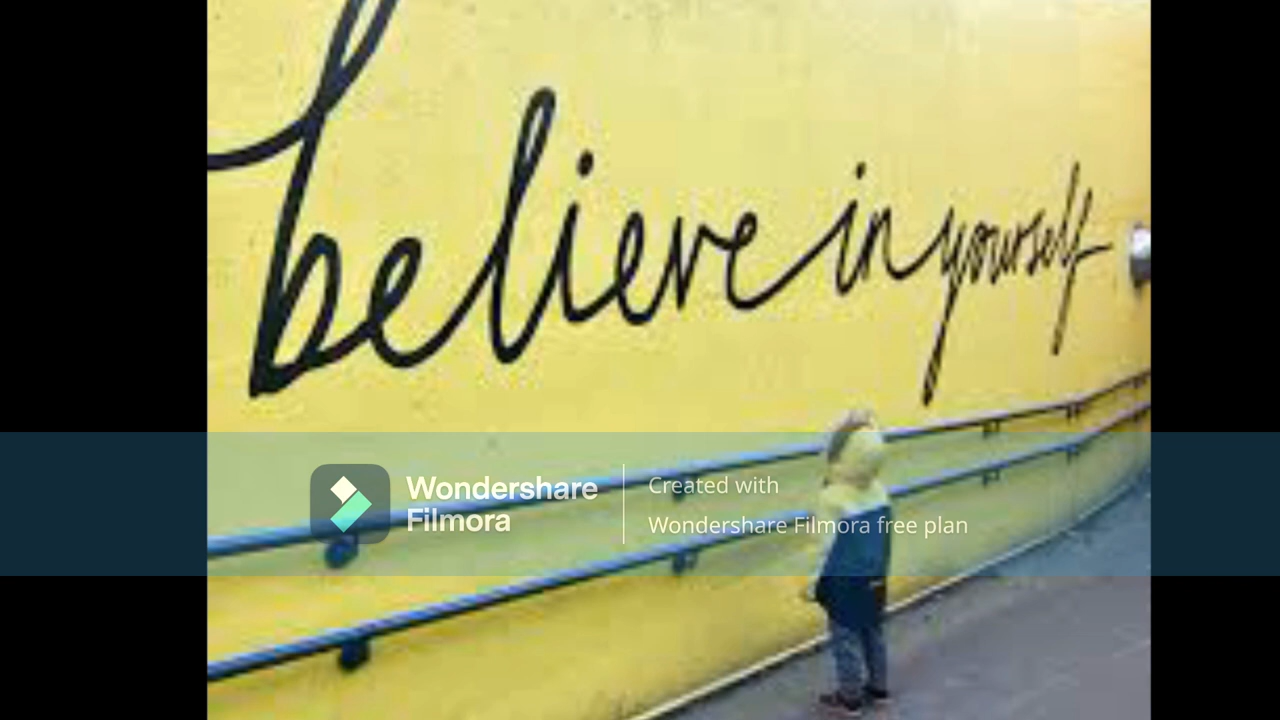 believe in yourself
Wondershare
Filmora
Created with
Wondershare Filmora free plan